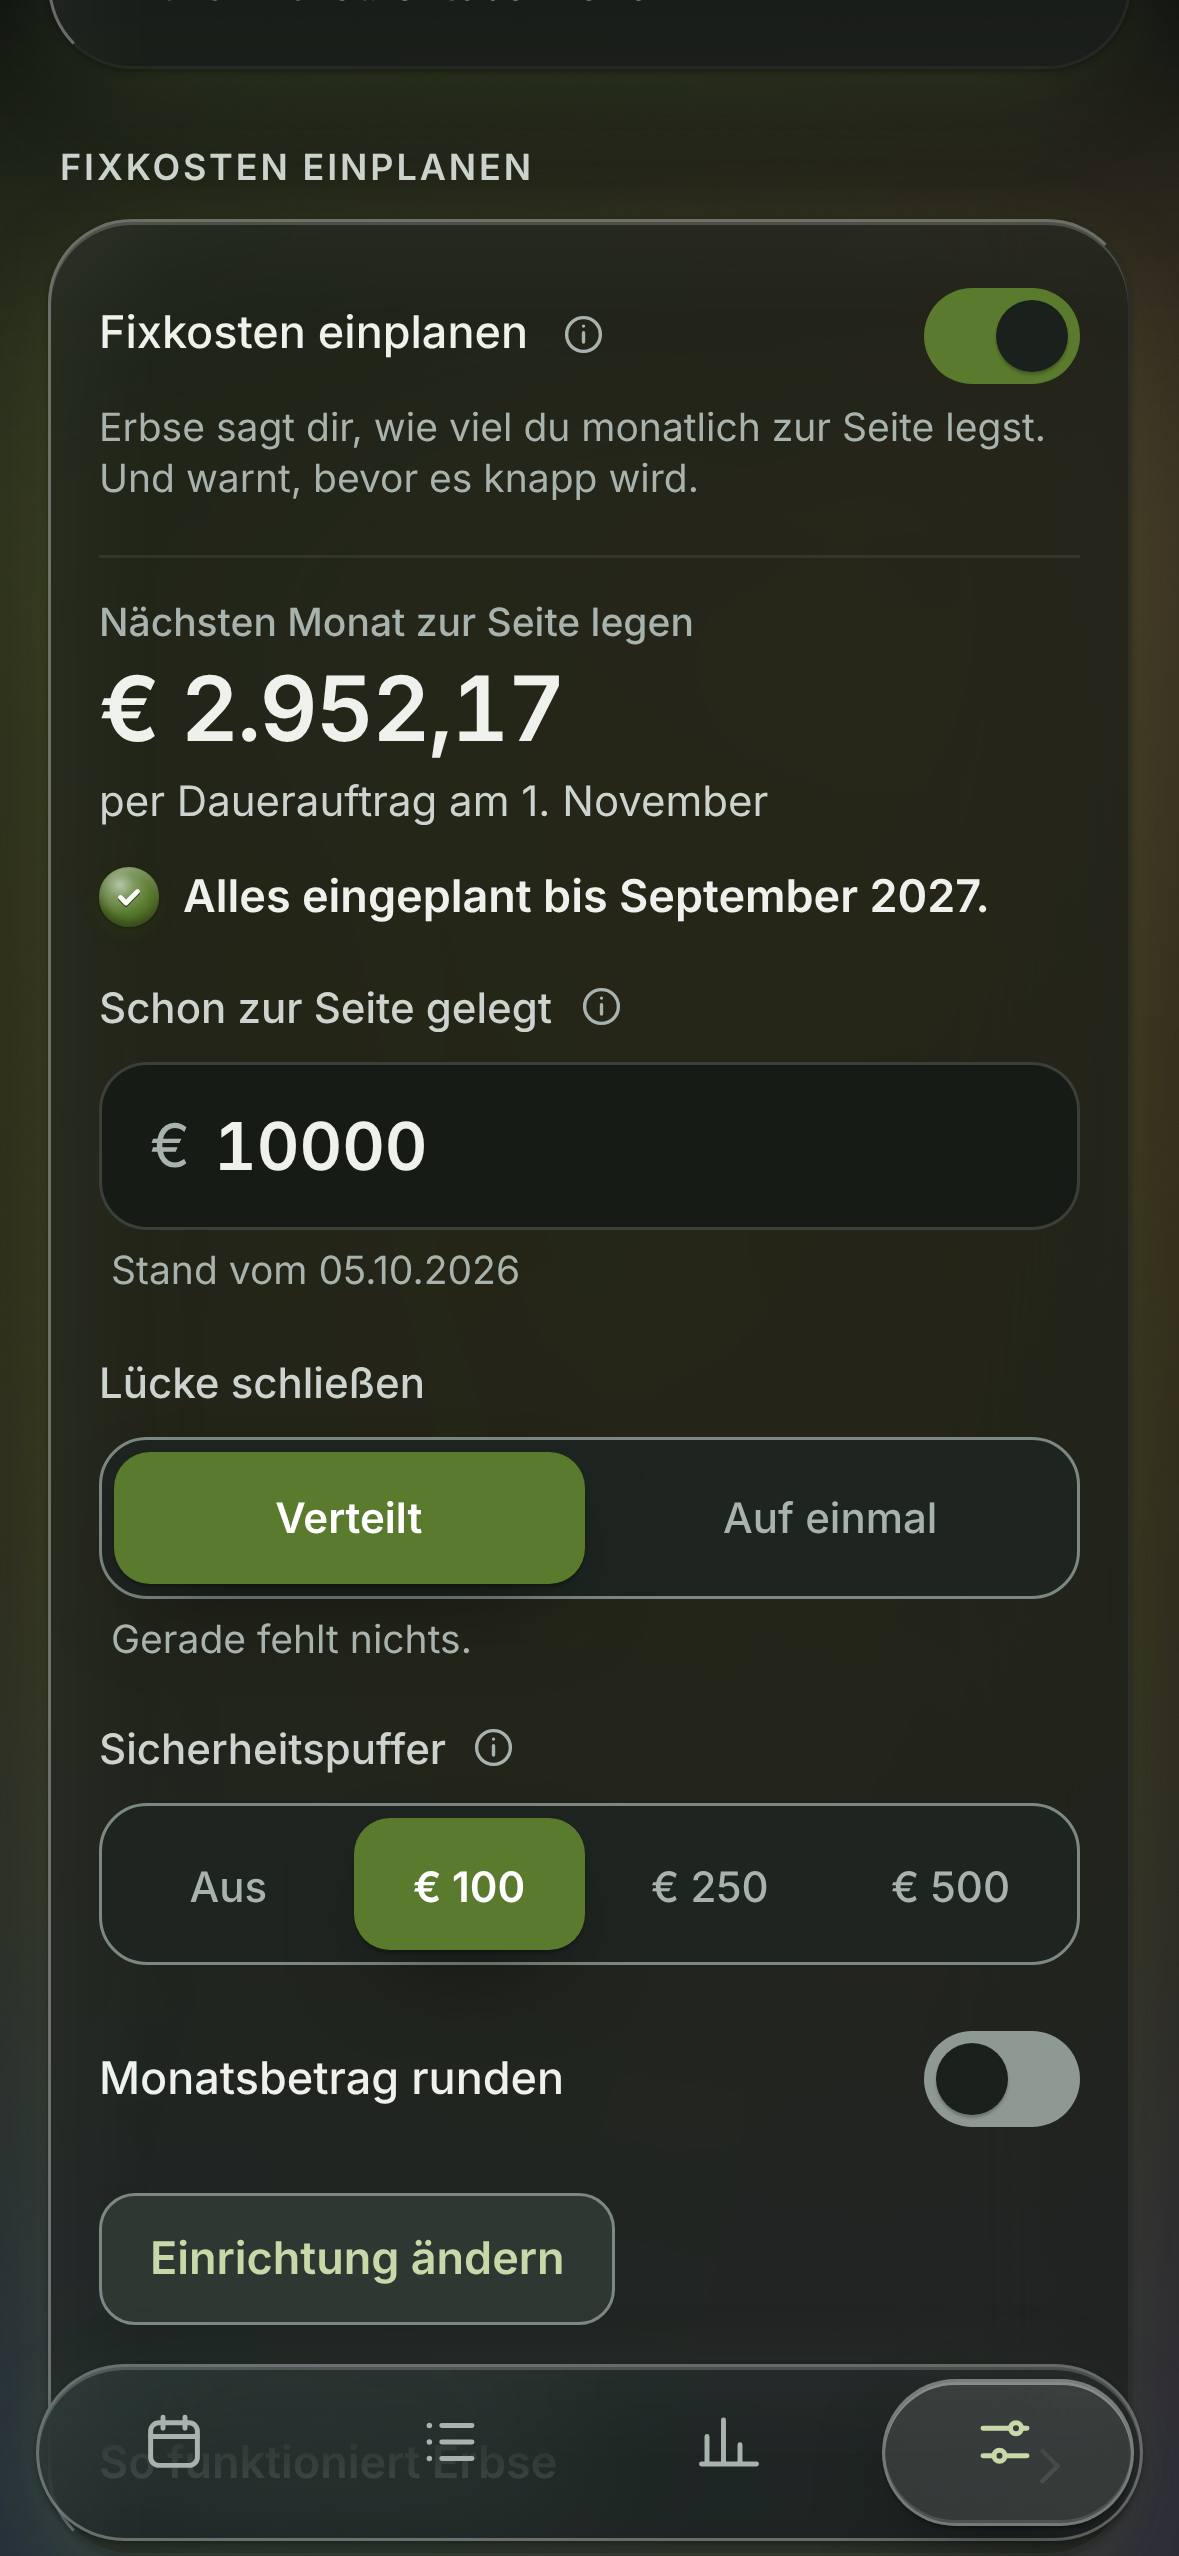 FIXKOSTEN EINPLANEN
Fixkosten einplanen
Erbse sagt dir, wie viel du monatlich zur Seite legst.
Und warnt, bevor es knapp wird.
Nächsten Monat zur Seite legen
€ 2.952,17
per Dauerauftrag am 1. November
Alles eingeplant bis September 2027.
Schon zur Seite gelegt
€ 10000
Stand vom 05.10.2026
Lücke schließen
Verteilt Auf einmal
Gerade fehlt nichts.
Sicherheitspuffer
Aus € 100 € 250 € 500
Monatsbetrag runden
Einrichtung ändern
So funktioniert Erbse